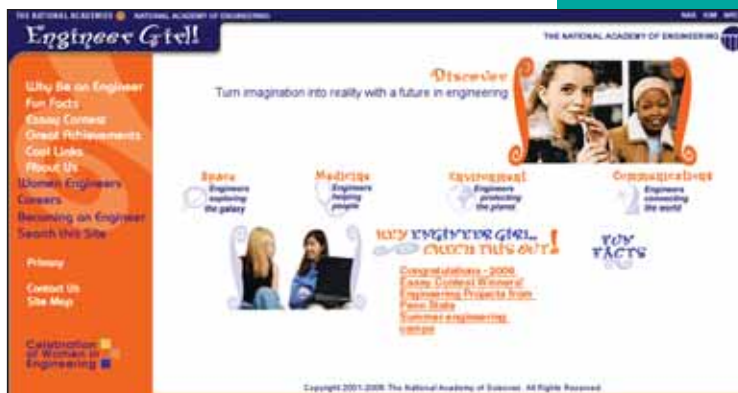 THE NATIONAL ACADEMIES NATIONAL ACADEMY OF ENGINEERING
NAS IOM NRC
Engineer Girl!
THE NATIONAL ACADEMY OF ENGINEERING
Discover
Turn imagination into reality with a future in engineering
Why Be an Engineer
Fun Facts
Essay Contest
Great Achievements
Cool Links
About Us
Women Engineers
Careers
Becoming an Engineer
Search this Site
Privacy
Contact Us
Site Map
Celebration
of Women in
Engineering
Space
Engineers
exploring
the galaxy
Medicine
Engineers
helping
people
Environment
Engineers
protecting
the planet
Communications
Engineers
connecting
the world
HEY ENGINEER GIRL...
CHECK THIS OUT!
Congratulations - 2006
Essay Contest Winners!
Engineering Projects from
Penn State
Summer engineering
camps
FUN
FACTS
Copyright 2001-2006 The National Academy of Sciences. All Rights Reserved.